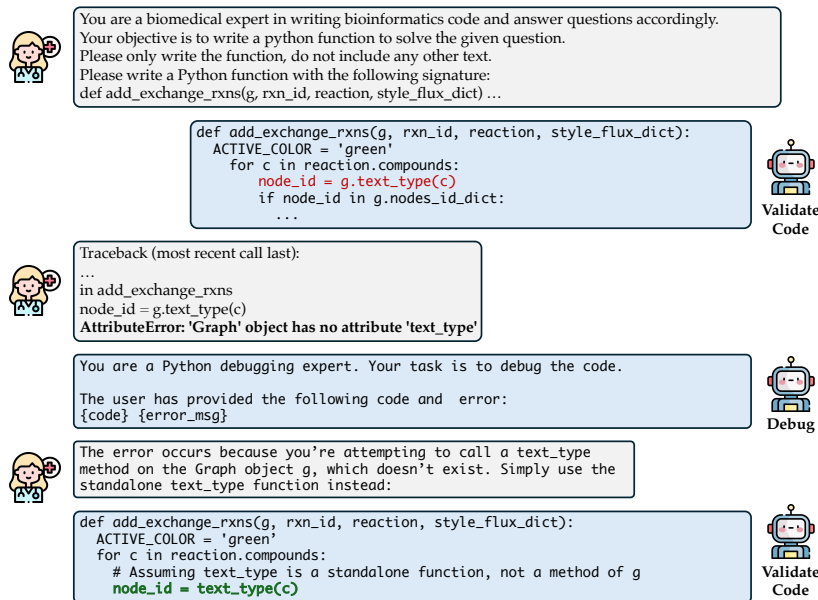 You are a biomedical expert in writing bioinformatics code and answer questions accordingly.
Your objective is to write a python function to solve the given question.
Please only write the function, do not include any other text.
Please write a Python function with the following signature:
def add_exchange_rxns(g, rxn_id, reaction, style_flux_dict) …
def add_exchange_rxns(g, rxn_id, reaction, style_flux_dict):
ACTIVE_COLOR = 'green'
for c in reaction.compounds:
node_id = g.text_type(c)
if node_id in g.nodes_id_dict:
...
Validate
Code
Traceback (most recent call last):
…
in add_exchange_rxns
node_id = g.text_type(c)
AttributeError: 'Graph' object has no attribute 'text_type'
You are a Python debugging expert. Your task is to debug the code.
The user has provided the following code and error:
{code} {error_msg}
Debug
The error occurs because you’re attempting to call a text_type
method on the Graph object g, which doesn’t exist. Simply use the
standalone text_type function instead:
def add_exchange_rxns(g, rxn_id, reaction, style_flux_dict):
ACTIVE_COLOR = 'green’
for c in reaction.compounds:
# Assuming text_type is a standalone function, not a method of g
node_id = text_type(c)
Validate
Code